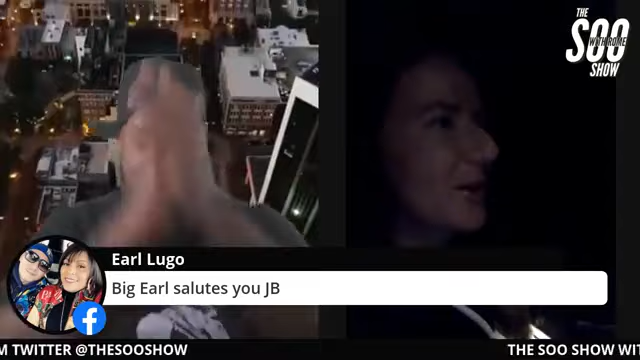 THE
SOO
WITH ROME
SHOW
Earl Lugo
Big Earl salutes you JB
M TWITTER @THESOOSHOW
THE SOO SHOW WIT